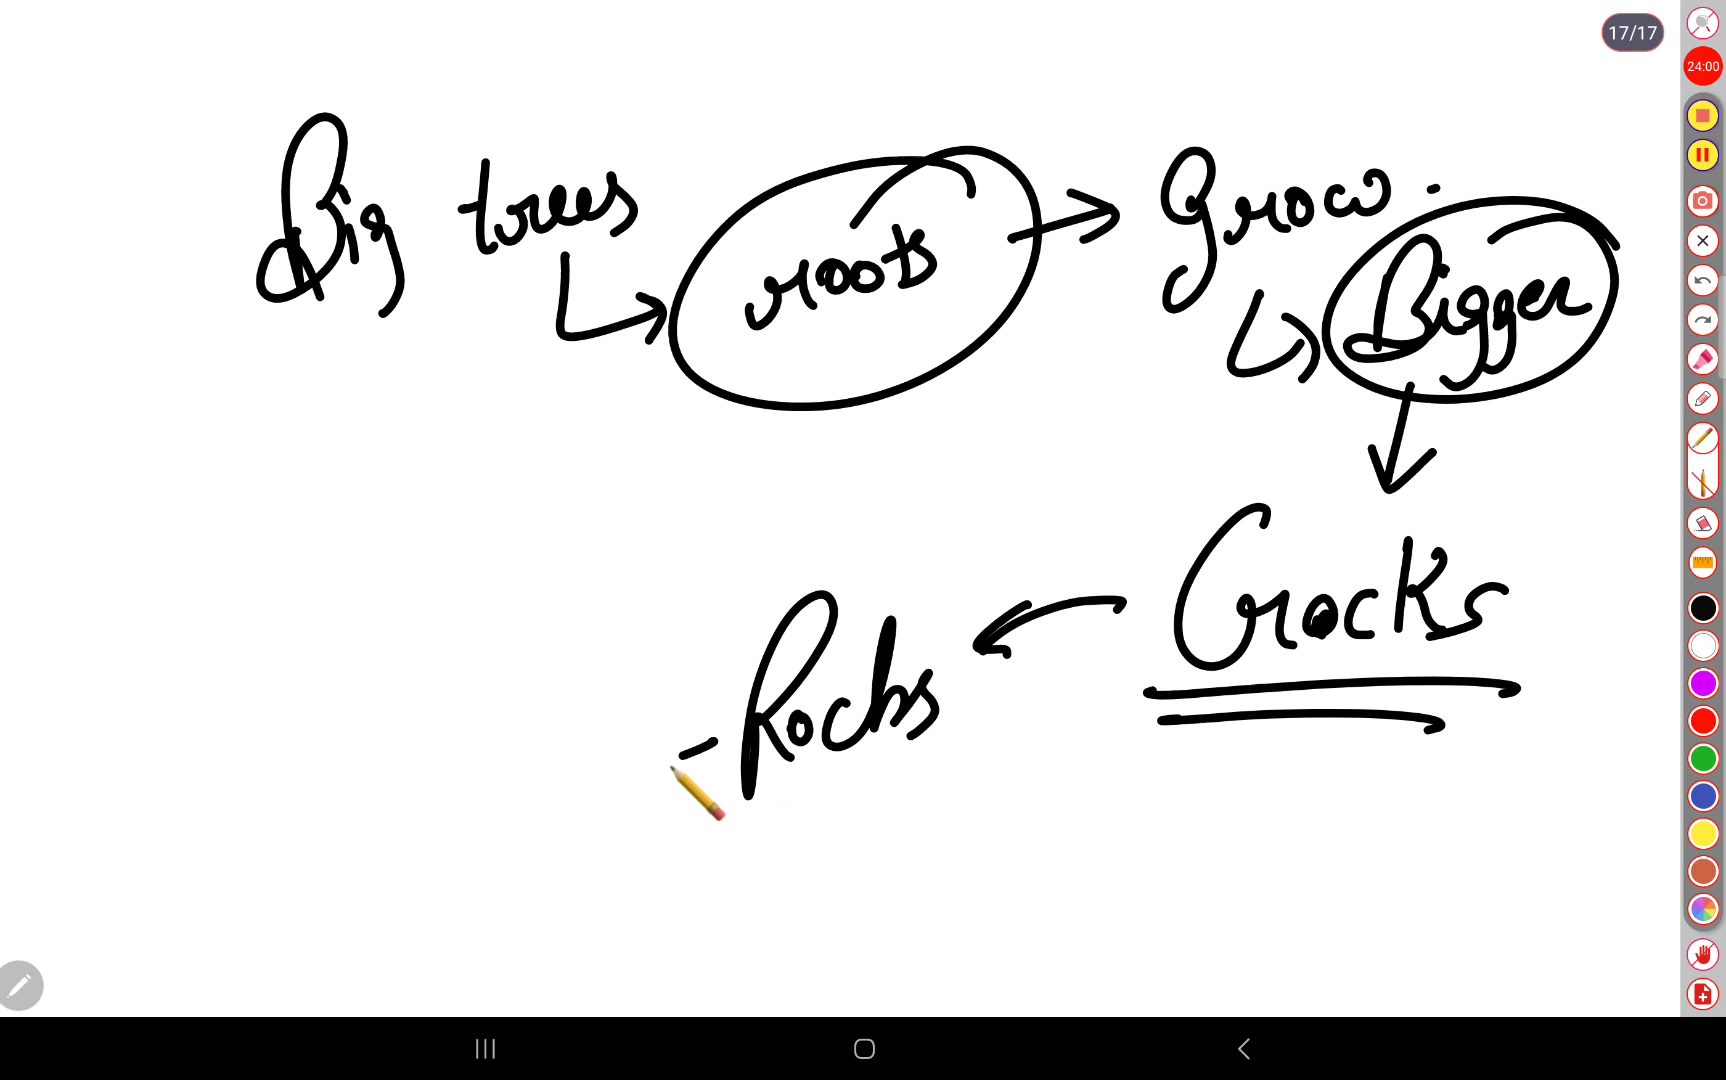 17/17
24:00
Big trees roots Grow.
Bigger
Cracks
Rocks